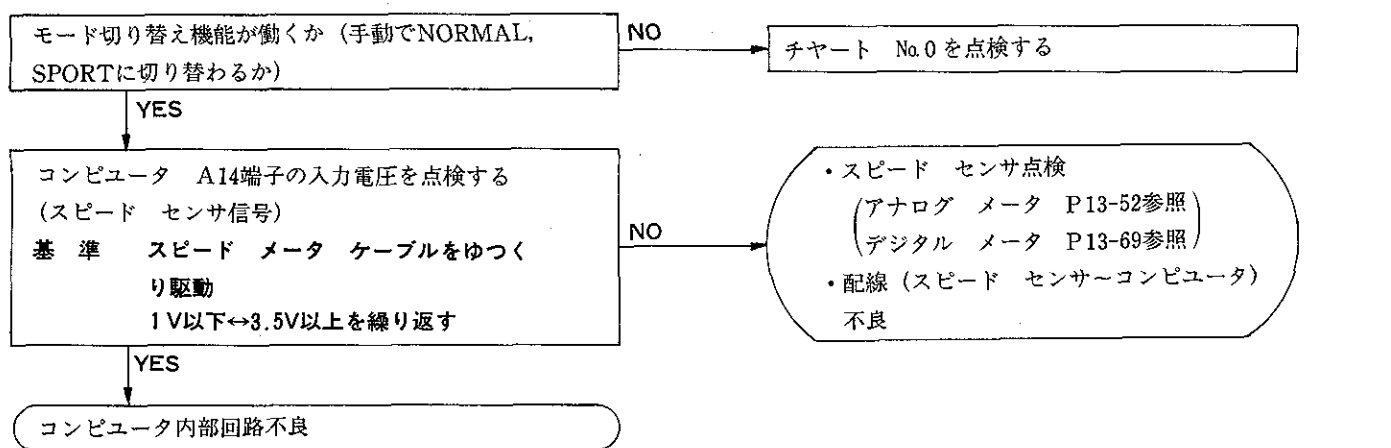 モード切り替え機能が働くか（手動でNORMAL,
SPORTに切り替わるか）
NO
チヤート　№0を点検する
YES
コンピユータ　A14端子の入力電圧を点検する
（スピード　センサ信号）
基　準　スピード　メータ　ケーブルをゆつく
り駆動
1V以下↔3.5V以上を繰り返す
NO
・スピード　センサ点検
（アナログ　メータ　P13-52参照
デジタル　メータ　P13-69参照）
・配線（スピード　センサ～コンピユータ）
不良
YES
コンピユータ内部回路不良